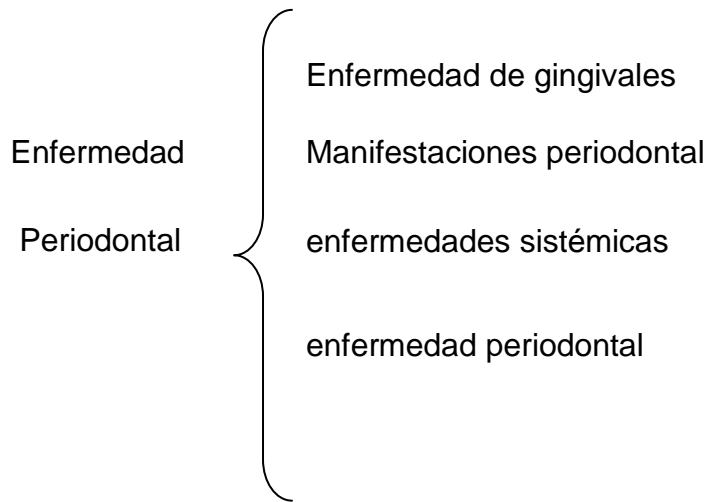 Enfermedad
Periodontal
Enfermedad de gingivales
Manifestaciones periodontal
enfermedades sistémicas
enfermedad periodontal